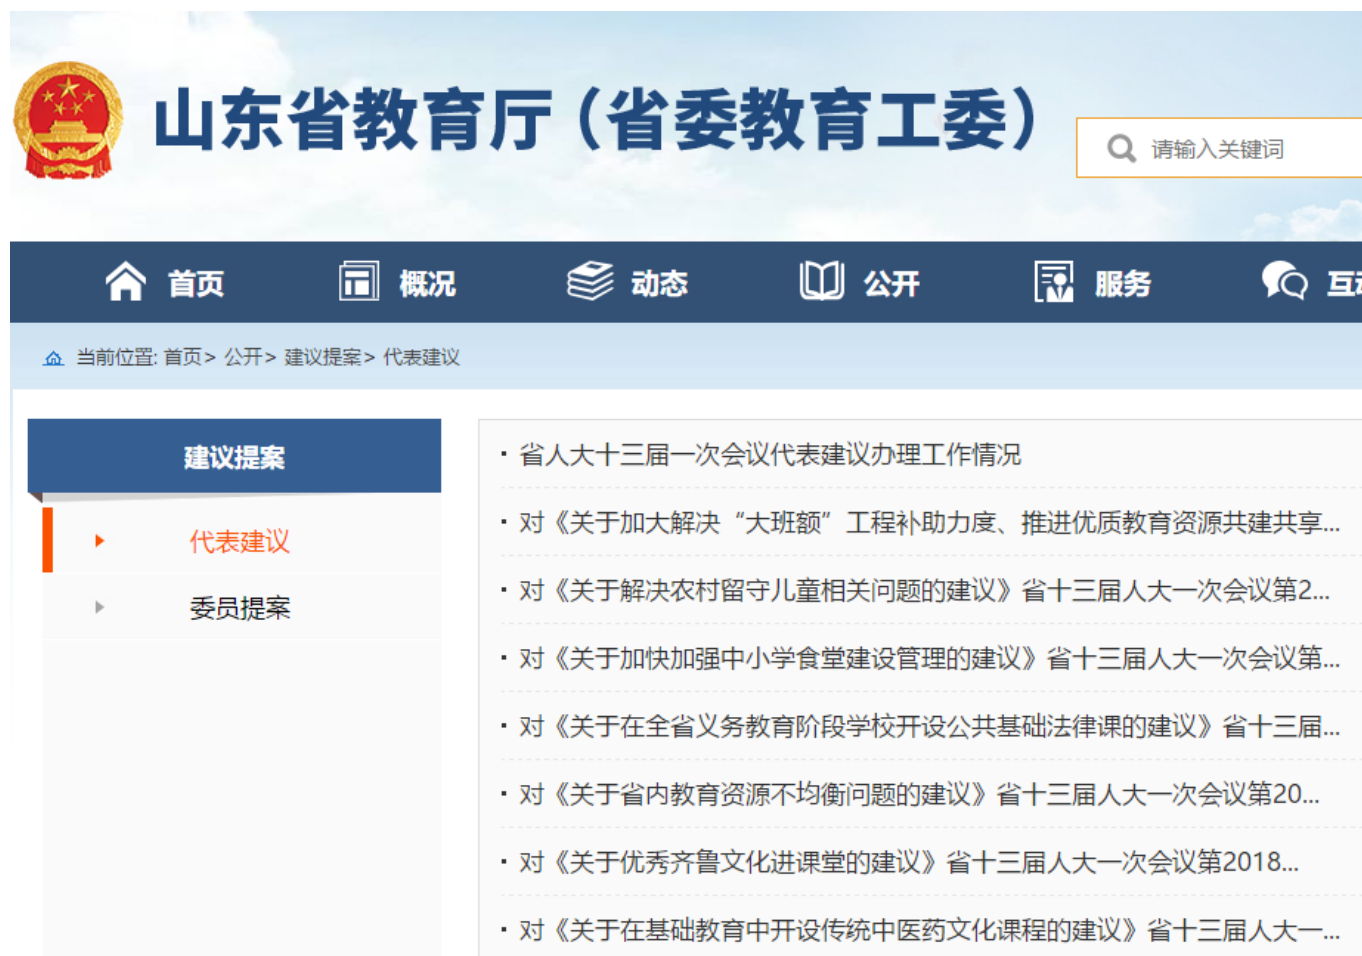 山东省教育厅（省委教育工委）
请输入关键词
首页 概况 动态 公开 服务 互
当前位置: 首页> 公开> 建议提案> 代表建议
建议提案
代表建议
委员提案
· 省人大十三届一次会议代表建议办理工作情况
· 对《关于加大解决“大班额”工程补助力度、推进优质教育资源共建共享...
· 对《关于解决农村留守儿童相关问题的建议》省十三届人大一次会议第2...
· 对《关于加快加强中小学食堂建设管理的建议》省十三届人大一次会议第...
· 对《关于在全省义务教育阶段学校开设公共基础法律课的建议》省十三届...
· 对《关于省内教育资源不均衡问题的建议》省十三届人大一次会议第20...
· 对《关于优秀齐鲁文化进课堂的建议》省十三届人大一次会议第2018...
· 对《关于在基础教育中开设传统中医药文化课程的建议》省十三届人大一...